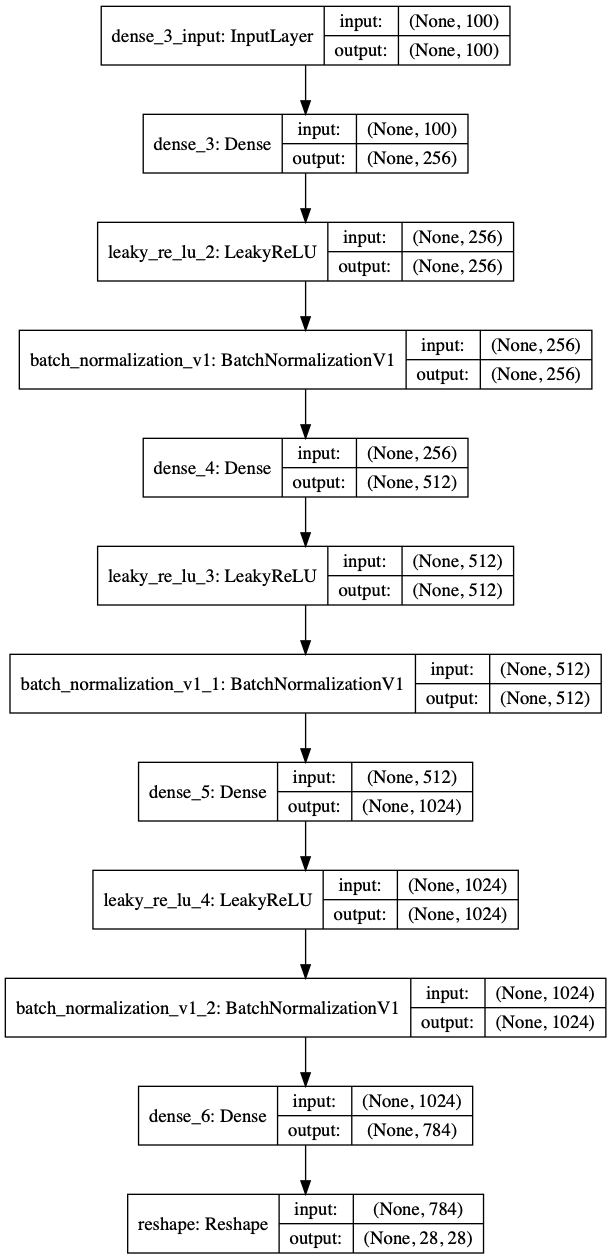 dense_3_input: InputLayer
input: (None, 100)
output: (None, 100)
dense_3: Dense
input: (None, 100)
output: (None, 256)
leaky_re_lu_2: LeakyReLU
input: (None, 256)
output: (None, 256)
batch_normalization_v1: BatchNormalizationV1
input: (None, 256)
output: (None, 256)
dense_4: Dense
input: (None, 256)
output: (None, 512)
leaky_re_lu_3: LeakyReLU
input: (None, 512)
output: (None, 512)
batch_normalization_v1_1: BatchNormalizationV1
input: (None, 512)
output: (None, 512)
dense_5: Dense
input: (None, 512)
output: (None, 1024)
leaky_re_lu_4: LeakyReLU
input: (None, 1024)
output: (None, 1024)
batch_normalization_v1_2: BatchNormalizationV1
input: (None, 1024)
output: (None, 1024)
dense_6: Dense
input: (None, 1024)
output: (None, 784)
reshape: Reshape
input: (None, 784)
output: (None, 28, 28)